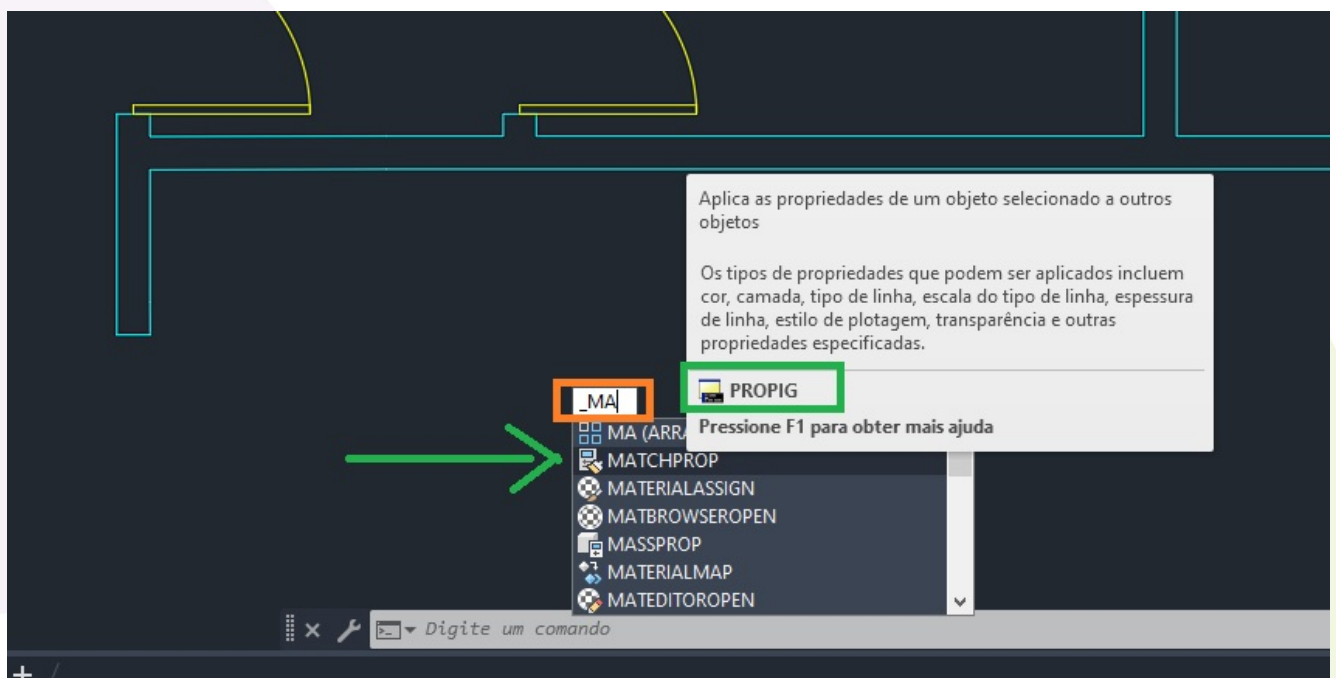 Aplica as propriedades de um objeto selecionado a outros
objetos
Os tipos de propriedades que podem ser aplicados incluem
cor, camada, tipo de linha, escala do tipo de linha, espessura
de linha, estilo de plotagem, transparência e outras
propriedades especificadas.
PROPIG
Pressione F1 para obter mais ajuda
_MA
MA (ARRA
MATCHPROP
MATERIALASSIGN
MATBROWSEROPEN
MASSPROP
MATERIALMAP
MATEDITOROPEN
Digite um comando